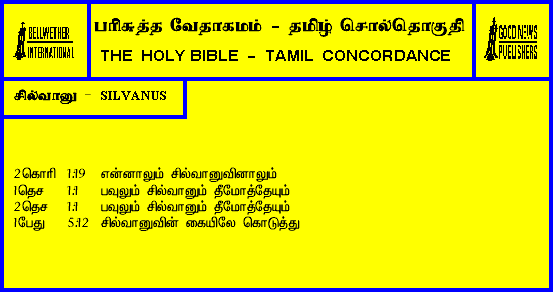 BELLWETHER
INTERNATIONAL
பரிசுத்த வேதாகமம் - தமிழ் சொல்தொகுதி
THE HOLY BIBLE - TAMIL CONCORDANCE
GOOD NEWS
PUBLISHERS
சில்வானு - SILVANUS
2கொரி 1:19 என்னாலும் சில்வானுவினாலும்
1தெச 1:1 பவுலும் சில்வானும் தீமோத்தேயும்
2தெச 1:1 பவுலும் சில்வானும் தீமோத்தேயும்
1பேது 5:12 சில்வானுவின் கையிலே கொடுத்து